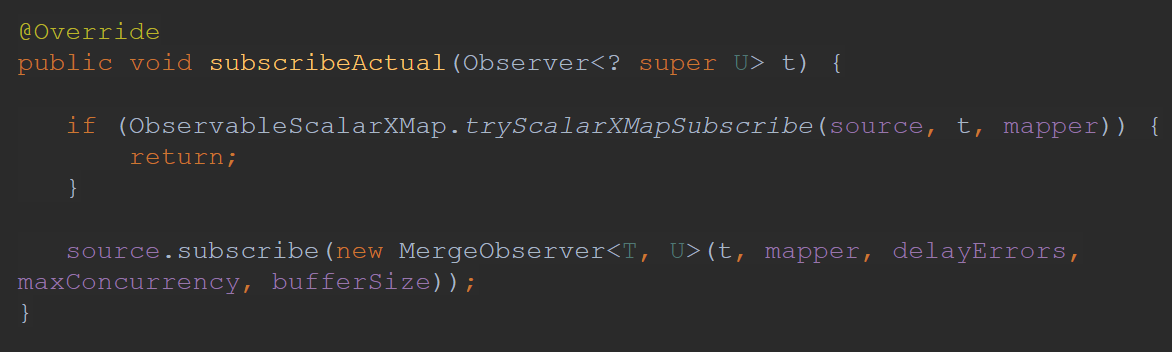 @Override
public void subscribeActual(Observer<? super U> t) {
if (ObservableScalarXMap.tryScalarXMapSubscribe(source, t, mapper)) {
return;
}
source.subscribe(new MergeObserver<T, U>(t, mapper, delayErrors,
maxConcurrency, bufferSize));
}